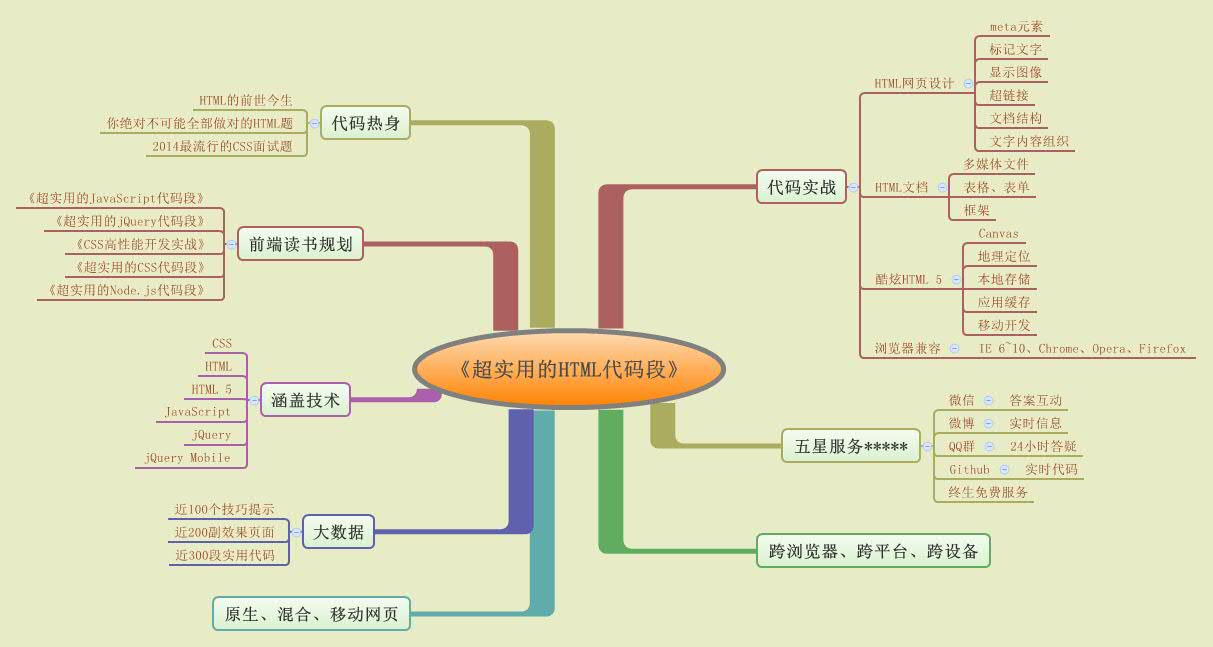 《超实用的HTML代码段》
代码热身
HTML的前世今生
你绝对不可能全部做对的HTML题
2014最流行的CSS面试题
前端读书规划
《超实用的JavaScript代码段》
《超实用的jQuery代码段》
《CSS高性能开发实战》
《超实用的CSS代码段》
《超实用的Node.js代码段》
涵盖技术
CSS
HTML
HTML 5
JavaScript
jQuery
jQuery Mobile
大数据
近100个技巧提示
近200副效果页面
近300段实用代码
原生、混合、移动网页
代码实战
HTML网页设计
meta元素
标记文字
显示图像
超链接
文档结构
文字内容组织
HTML文档
多媒体文件
表格、表单
框架
酷炫HTML 5
Canvas
地理定位
本地存储
应用缓存
移动开发
浏览器兼容
IE 6~10、Chrome、Opera、Firefox
五星服务*****
微信
答案互动
微博
实时信息
QQ群
24小时答疑
Github
实时代码
终生免费服务
跨浏览器、跨平台、跨设备